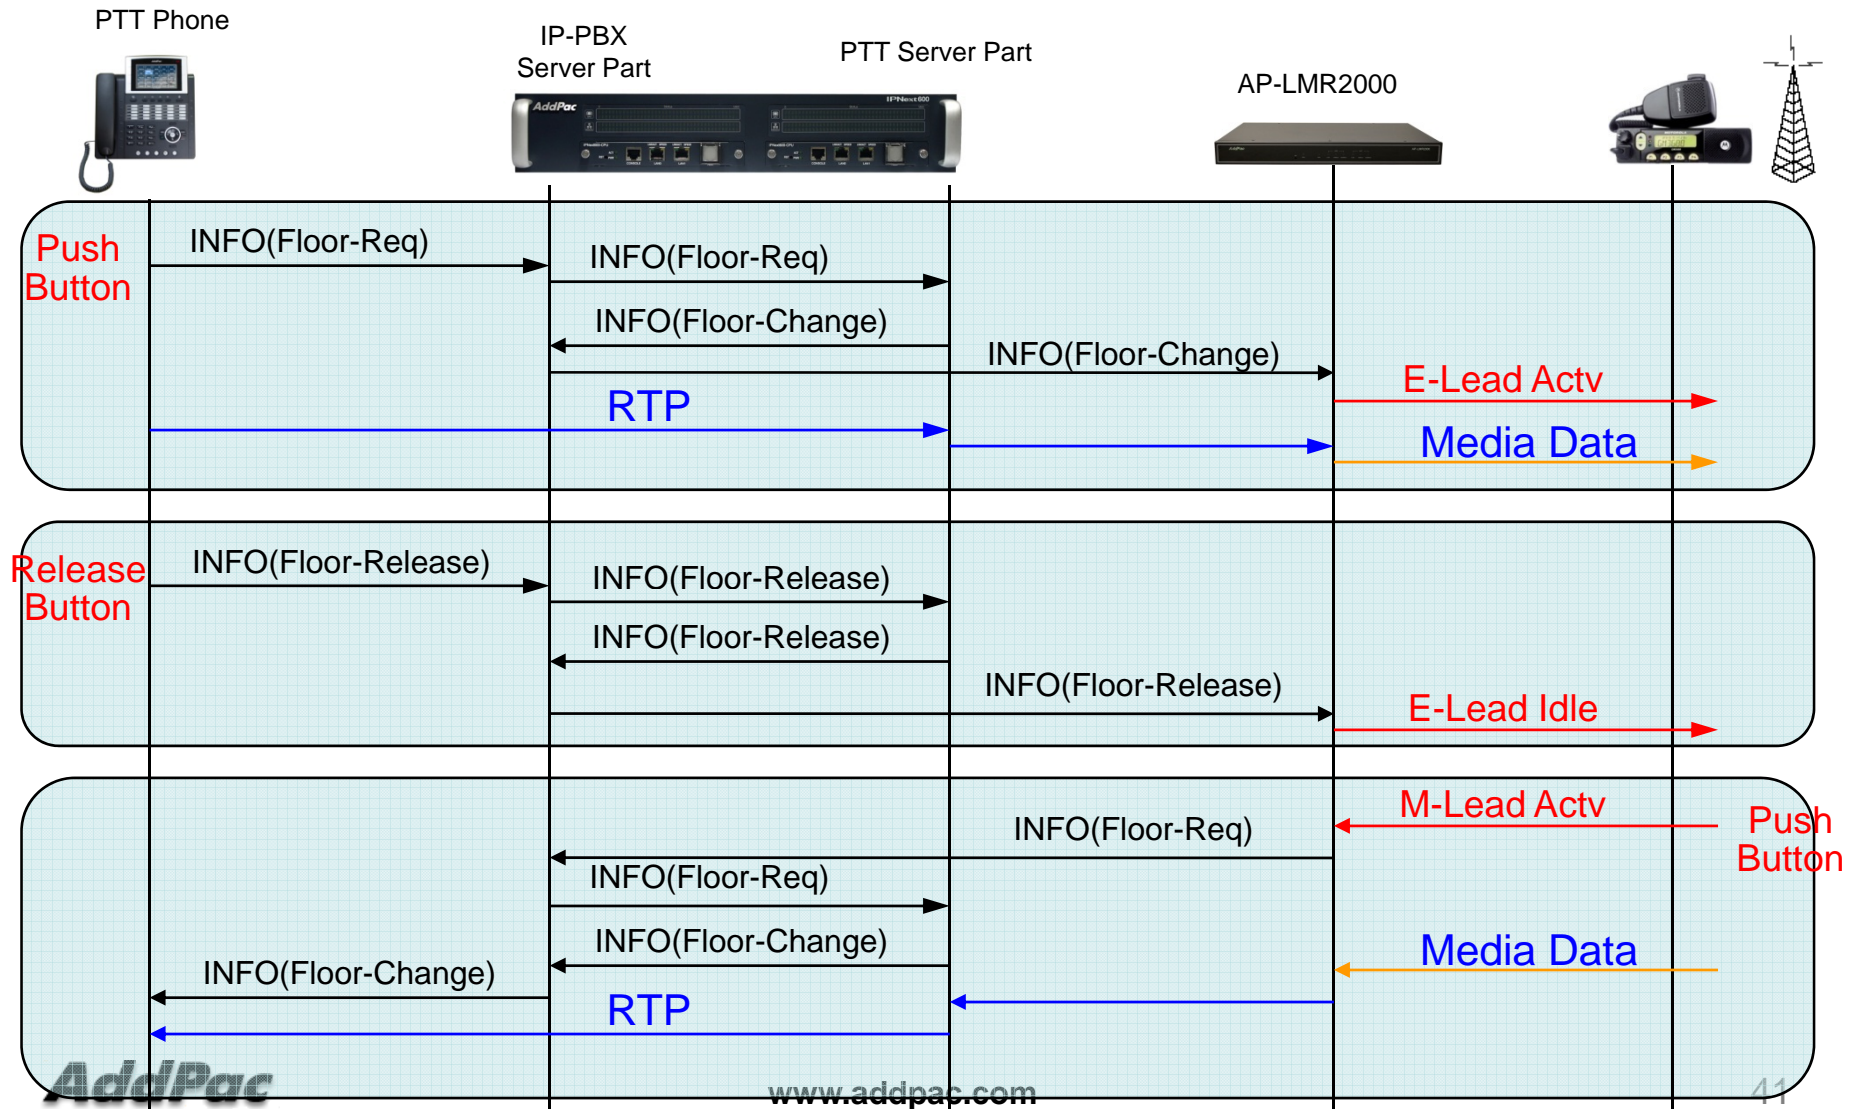 PTT Phone
IP-PBX
Server Part
PTT Server Part
AP-LMR2000
AddPac
IPNext600
Push
Button
INFO(Floor-Req)
INFO(Floor-Req)
INFO(Floor-Change)
INFO(Floor-Change)
E-Lead Actv
RTP
Media Data
Release
Button
INFO(Floor-Release)
INFO(Floor-Release)
INFO(Floor-Release)
INFO(Floor-Release)
E-Lead Idle
M-Lead Actv
Push
Button
INFO(Floor-Req)
INFO(Floor-Req)
INFO(Floor-Change)
Media Data
INFO(Floor-Change)
RTP
AddPac
www.addpac.com
41